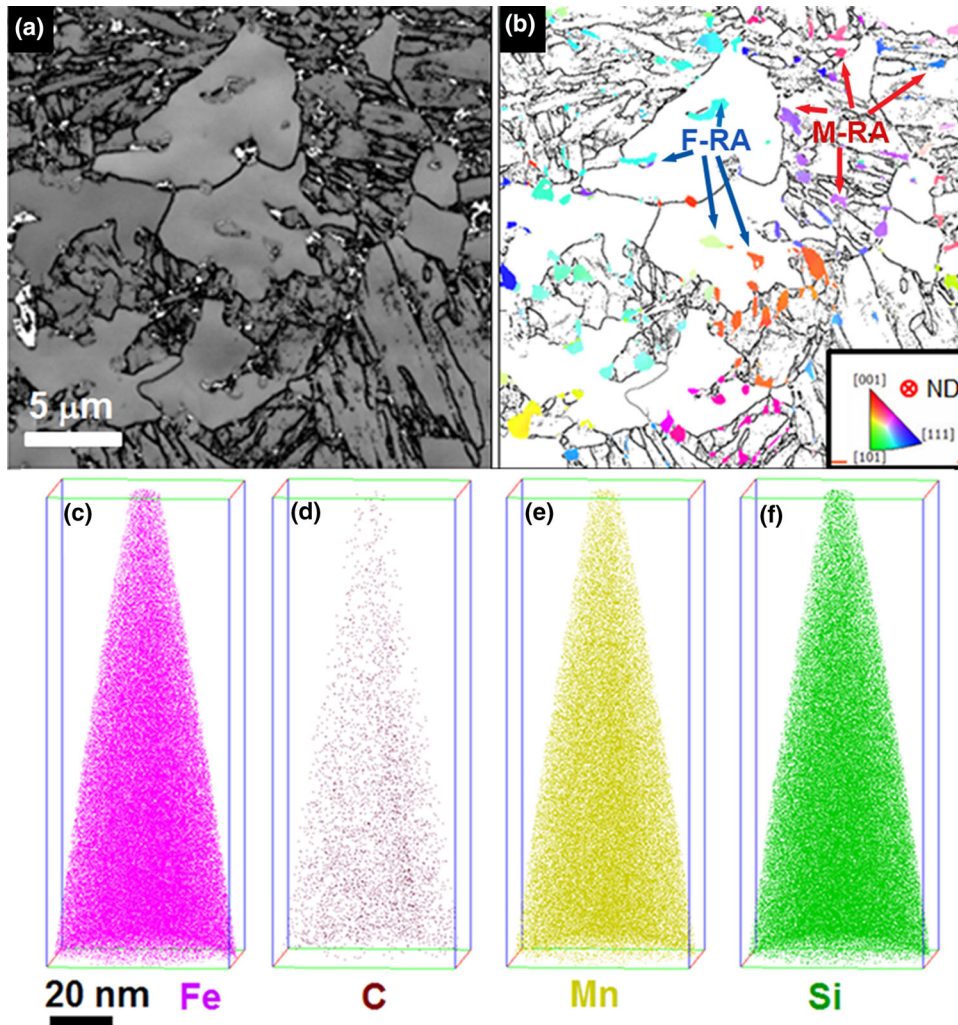 (a)
(b)
F-RA
M-RA
5 μm
[001]
ND
[111]
[101]
(c)
(d)
(e)
(f)
20 nm
Fe
C
Mn
Si